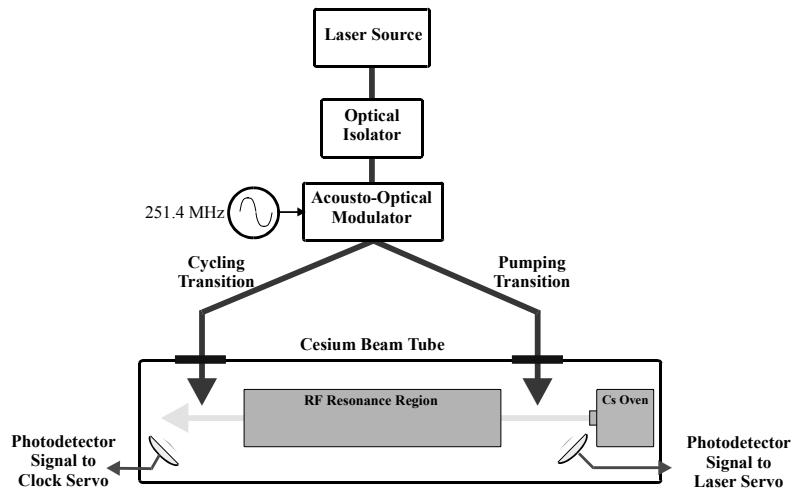 Laser Source
Optical
Isolator
251.4 MHz
Acousto-Optical
Modulator
Cycling
Transition
Pumping
Transition
Cesium Beam Tube
RF Resonance Region
Cs Oven
Photodetector
Signal to
Clock Servo
Photodetector
Signal to
Laser Servo